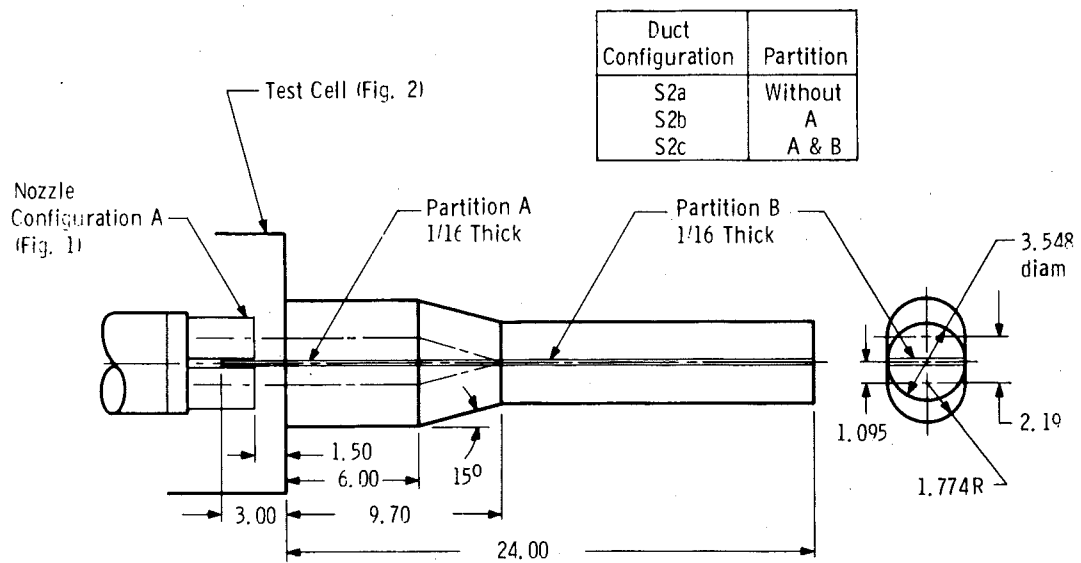 Duct
Configuration Partition
S2a Without
S2b A
S2c A & B
Test Cell (Fig. 2)
Nozzle
Configuration A
(Fig. 1)
Partition A
1/16 Thick
Partition B
1/16 Thick
3.548
diam
1.50
6.00
15°
3.00
9.70
24.00
1.095
2.19
1.774R